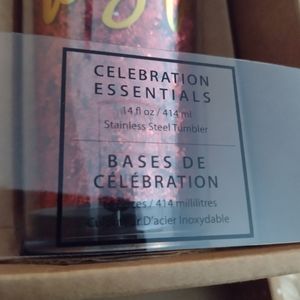 CELEBRATION
ESSENTIALS
14 fl oz / 414 ml
Stainless Steel Tumbler
BASES DE
CÉLÉBRATION
/ 414 millilitres
D'acier Inoxydable